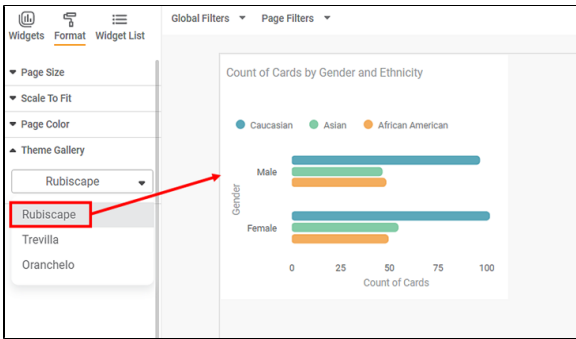 Widgets Format Widget List
Page Size
Scale To Fit
Page Color
Theme Gallery
Rubiscape
Rubiscape
Trevilla
Oranchelo
Global Filters Page Filters
Count of Cards by Gender and Ethnicity
Caucasian Asian African American
Gender
Male
Female
0 25 50 75 100
Count of Cards